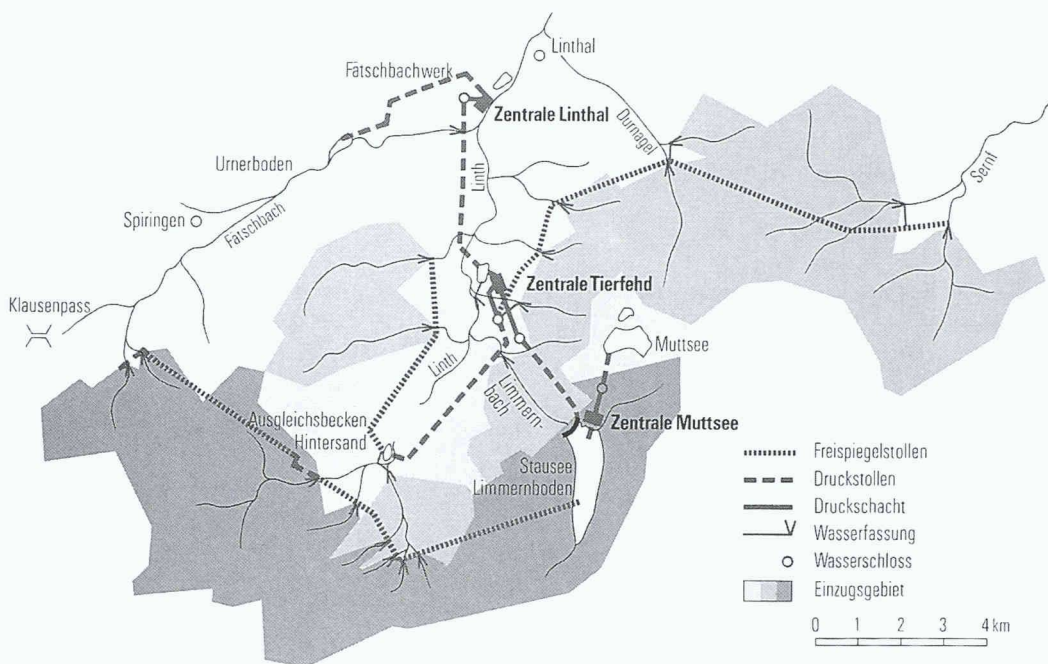 Linthal
Fätschbachwerk
Zentrale Linthal
Durnagel
Urnerboden
Linth
Sernf
Spiringen
Fätschbach
Zentrale Tierfehd
Klausenpass
Muttsee
Linth
Limmern-
bach
Ausgleichsbecken
Hintersand
Zentrale Muttsee
Stausee
Limmernboden
Freispiegelstollen
Druckstollen
Druckschacht
Wasserfassung
Wasserschloss
Einzugsgebiet
0 1 2 3 4 km